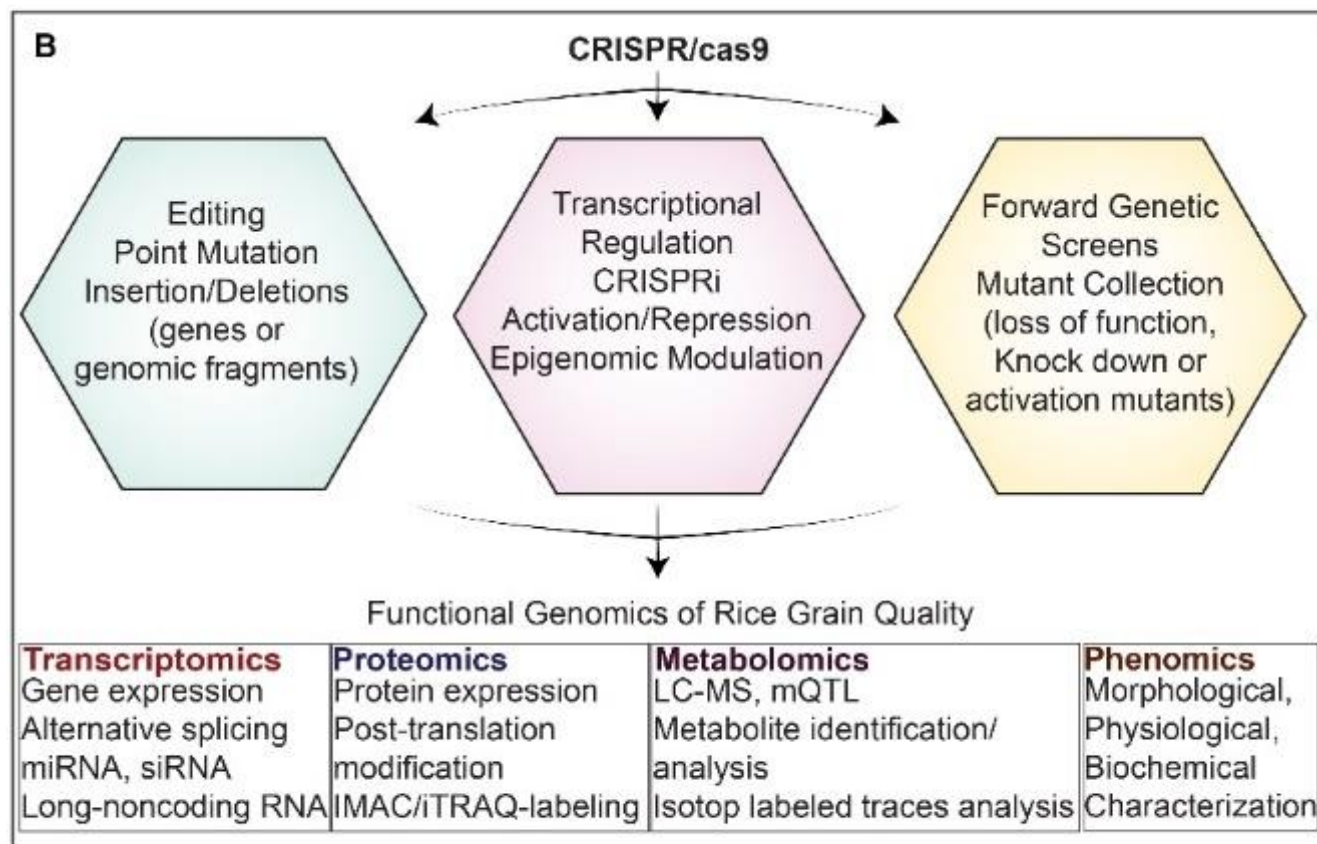 B
CRISPR/cas9
Editing
Point Mutation
Insertion/Deletions
(genes or
genomic fragments)
Transcriptional
Regulation
CRISPRi
Activation/Repression
Epigenomic Modulation
Forward Genetic
Screens
Mutant Collection
(loss of function,
Knock down or
activation mutants)
Functional Genomics of Rice Grain Quality
Transcriptomics
Gene expression
Alternative splicing
miRNA, siRNA
Long-noncoding RNA
Proteomics
Protein expression
Post-translation
modification
IMAC/iTRAQ-labeling
Metabolomics
LC-MS, mQTL
Metabolite identification/
analysis
Isotop labeled traces analysis
Phenomics
Morphological,
Physiological,
Biochemical
Characterization